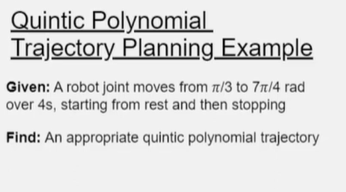 Quintic Polynomial
Trajectory Planning Example
Given: A robot joint moves from π/3 to 7π/4 rad
over 4s, starting from rest and then stopping
Find: An appropriate quintic polynomial trajectory